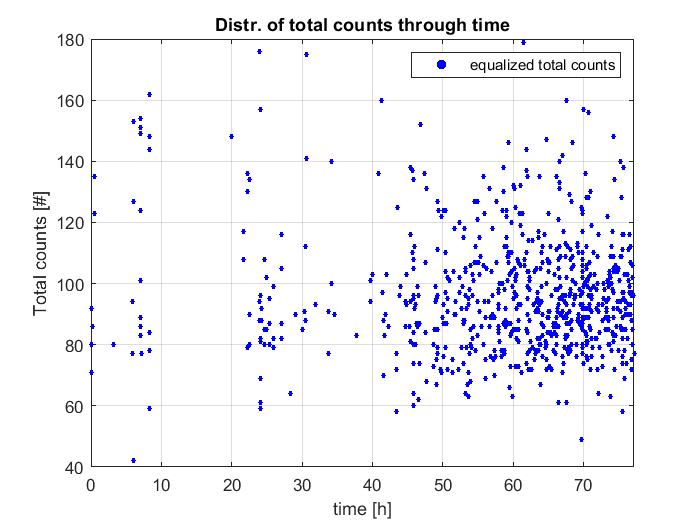 Distr. of total counts through time
equalized total counts
Total counts [#]
180
160
140
120
100
80
60
40
0 10 20 30 40 50 60 70
time [h]